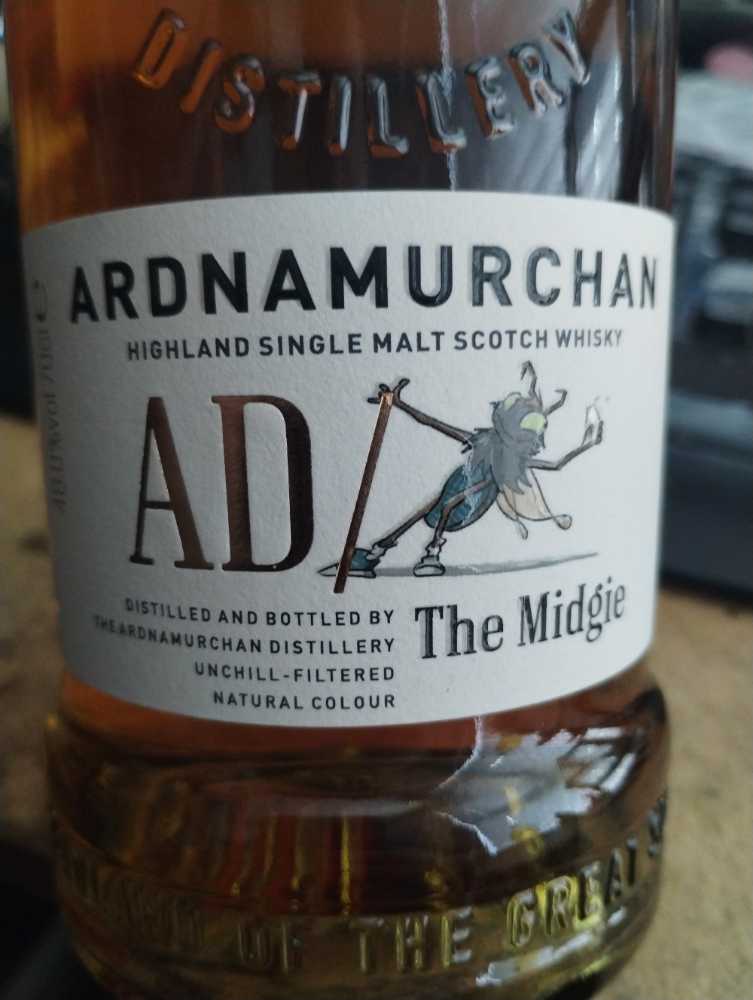 DISTILLERY
ARDNAMURCHAN
HIGHLAND SINGLE MALT SCOTCH WHISKY
AD/
The Midgie
DISTILLED AND BOTTLED BY
THE ARDNAMURCHAN DISTILLERY
UNCHILL-FILTERED
NATURAL COLOUR
OF THE GREAT